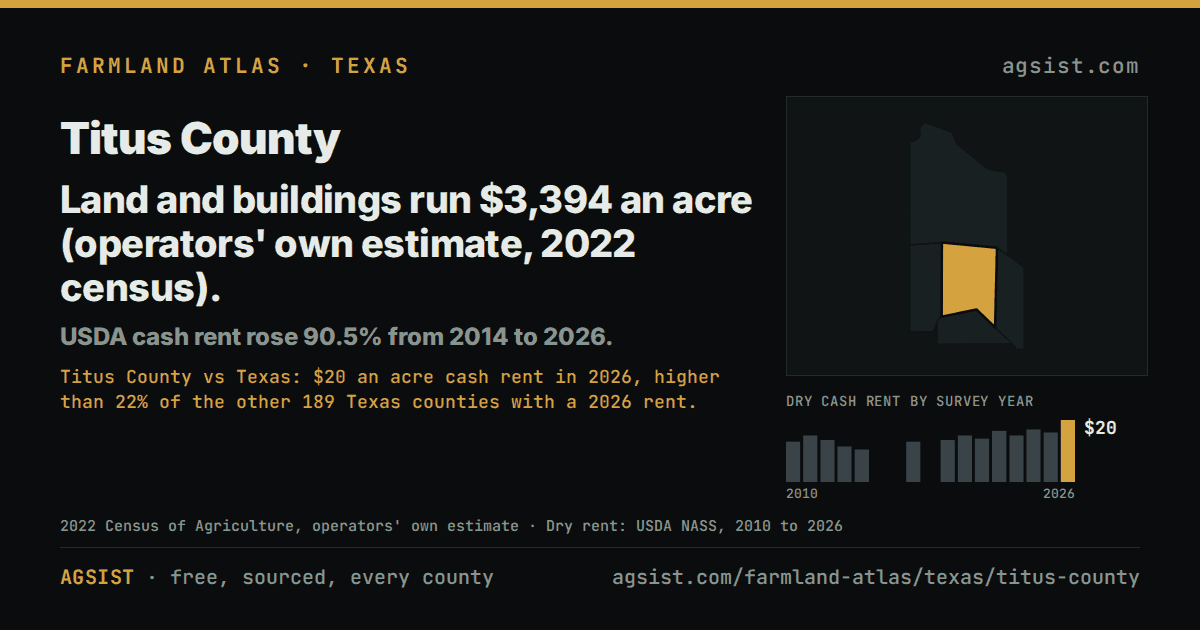 FARMLAND ATLAS · TEXAS
agsist.com
Titus County
Land and buildings run $3,394 an acre
(operators' own estimate, 2022
census).
USDA cash rent rose 90.5% from 2014 to 2026.
Titus County vs Texas: $20 an acre cash rent in 2026, higher
than 22% of the other 189 Texas counties with a 2026 rent.
DRY CASH RENT BY SURVEY YEAR
$20
2010 2026
2022 Census of Agriculture, operators' own estimate · Dry rent: USDA NASS, 2010 to 2026
AGSIST · free, sourced, every county
agsist.com/farmland-atlas/texas/titus-county